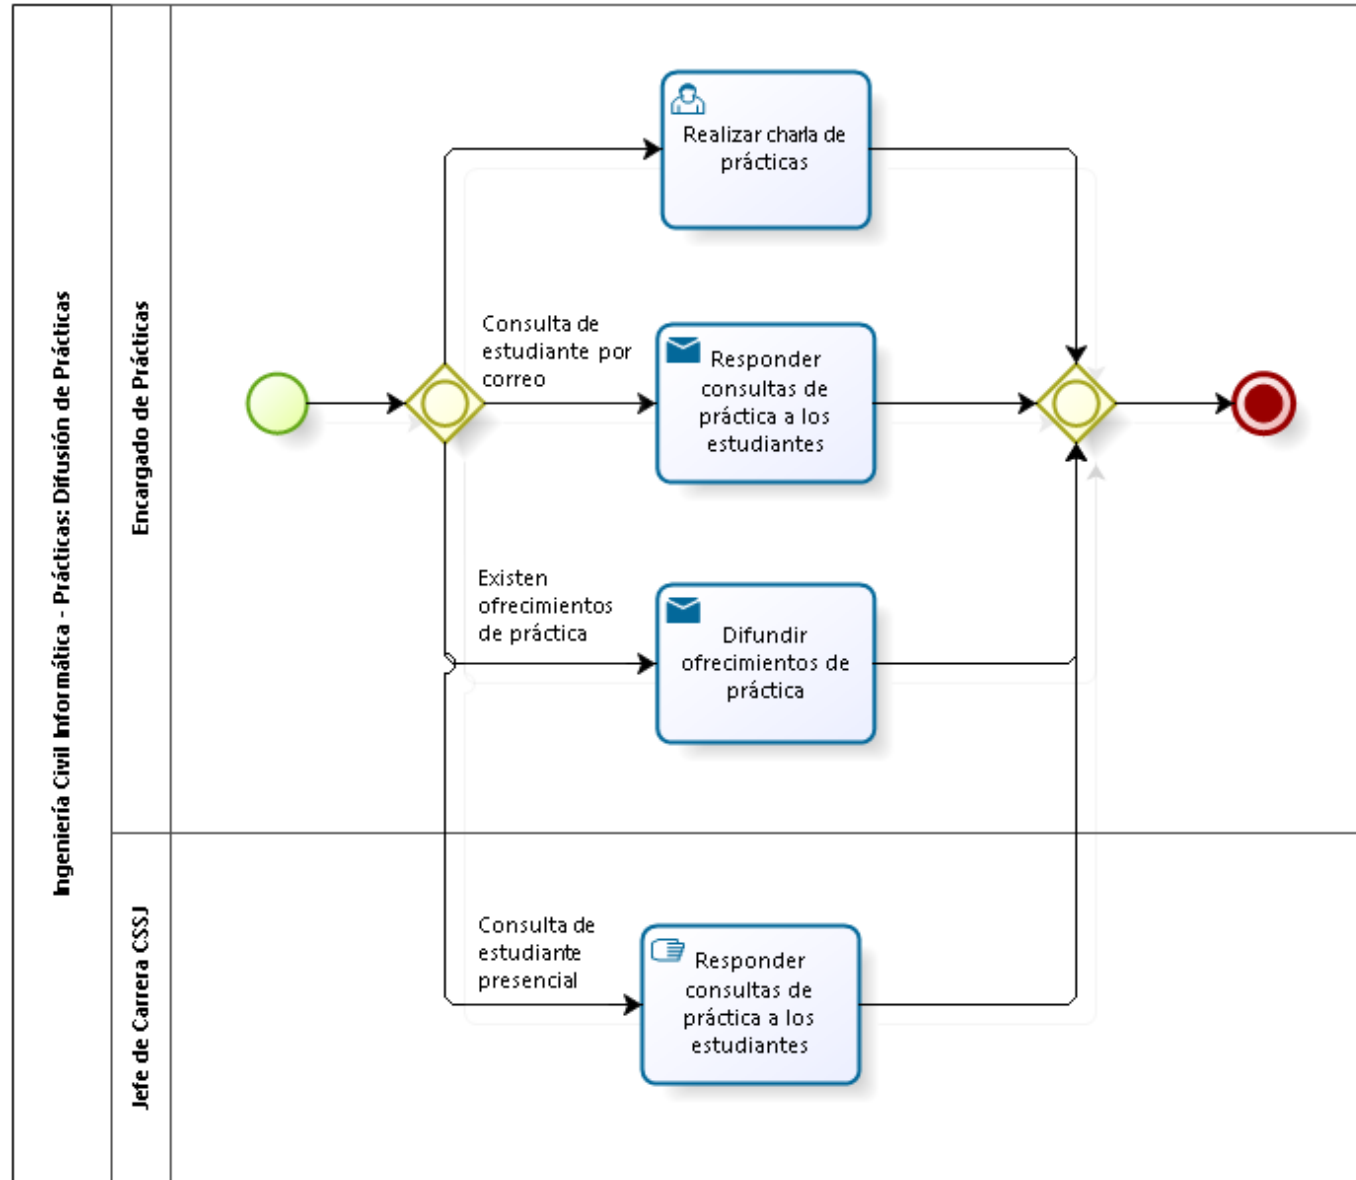 Ingeniería Civil Informática - Prácticas: Difusión de Prácticas
Encargado de Prácticas
Realizar charla de
prácticas
Consulta de
estudiante por
correo
Responder
consultas de
práctica a los
estudiantes
Existen
ofrecimientos
de práctica
Difundir
ofrecimientos de
práctica
Jefe de Carrera CSSJ
Consulta de
estudiante
presencial
Responder
consultas de
práctica a los
estudiantes